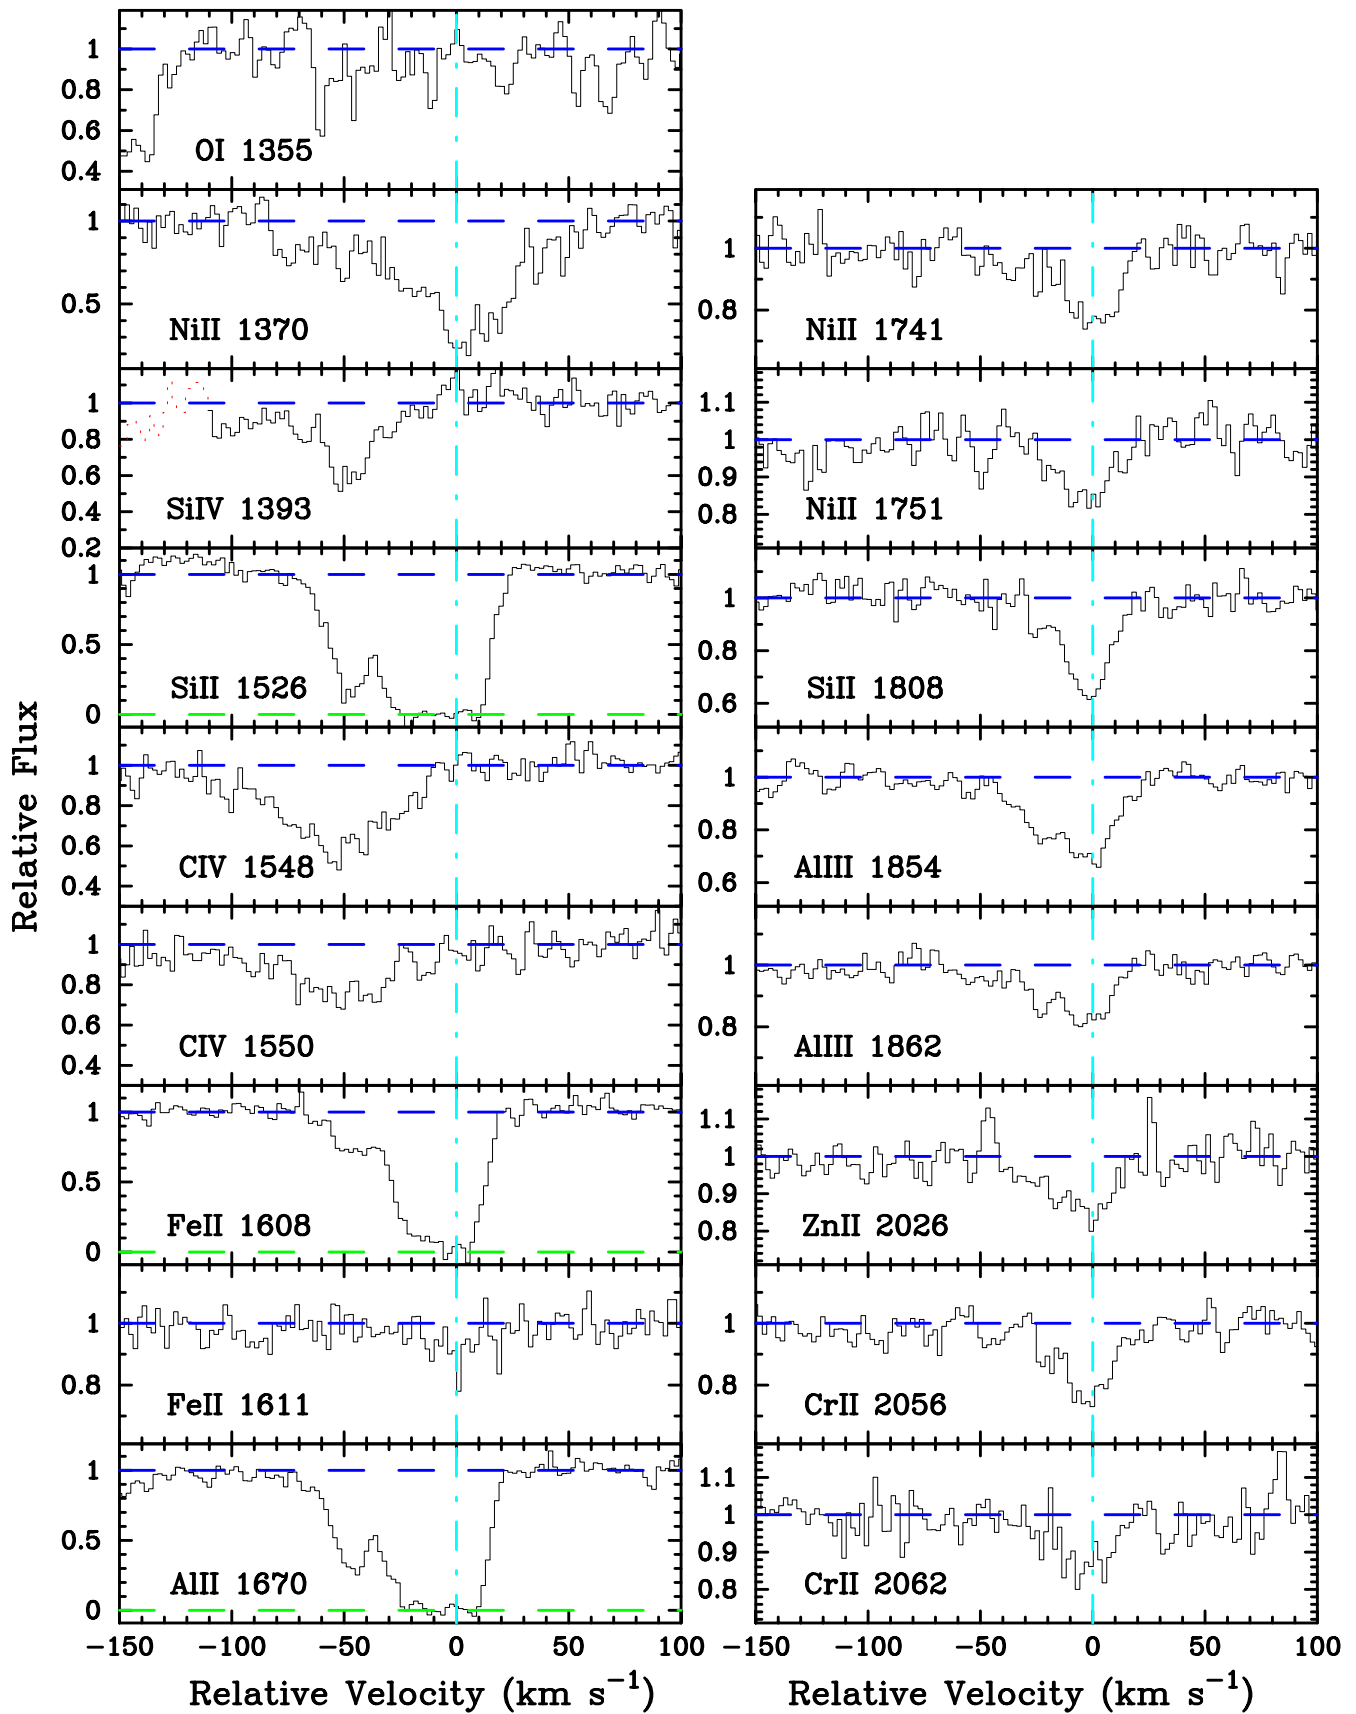 1
0.8
0.6
0.4
OI 1355
1
0.5
NiII 1370
1
0.8
0.6
0.4
0.2
SiIV 1393
1
0.5
0
SiII 1526
1
0.8
0.6
0.4
CIV 1548
1
0.8
0.6
0.4
CIV 1550
1
0.5
0
FeII 1608
1
0.8
FeII 1611
1
0.5
0
AlII 1670
−150 −100 −50 0 50 100
Relative Velocity (km s−1)
Relative Flux
1
0.8
NiII 1741
1.1
1
0.9
0.8
NiII 1751
1
0.8
0.6
SiII 1808
1
0.8
0.6
AlIII 1854
1
0.8
AlIII 1862
1.1
1
0.9
0.8
ZnII 2026
1
0.8
CrII 2056
1.1
1
0.9
0.8
CrII 2062
−150 −100 −50 0 50 100
Relative Velocity (km s−1)